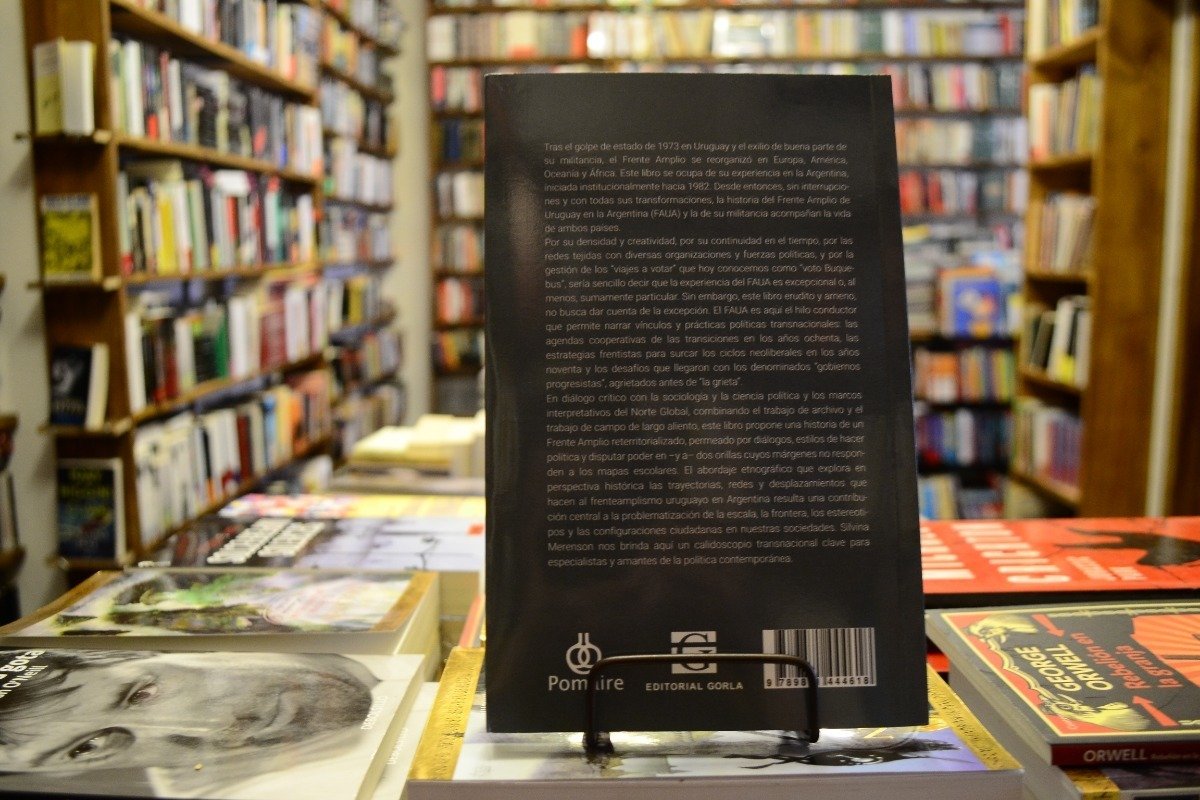 Tras el golpe de estado de 1973 en Uruguay y el exilio de buena parte de
su militancia, el Frente Amplio se reorganizó en Europa, América,
Oceanía y África. Este libro se ocupa de su experiencia en la Argentina,
iniciada institucionalmente hacia 1982. Desde entonces, sin interrupcio-
nes y con todas sus transformaciones, la historia del Frente Amplio de
Uruguay en la Argentina (FAUA) y la de su militancia acompañan la vida
de ambos países.
Por su densidad y creatividad, por su continuidad en el tiempo, por las
redes tejidas con diversas organizaciones y fuerzas políticas, y por la
gestión de los "viajes a votar" que hoy conocemos como "voto Buque-
bus", sería sencillo decir que la experiencia del FAUA es excepcional o, al
menos, sumamente particular. Sin embargo, este libro erudito y ameno,
no busca dar cuenta de la excepción. El FAUA es aquí el hilo conductor
que permite narrar vínculos y prácticas políticas transnacionales: las
agendas cooperativas de las transiciones en los años ochenta, las
estrategias frentistas para surcar los ciclos neoliberales en los años
noventa y los desafíos que llegaron con los denominados "gobiernos
progresistas", agrietados antes de "la grieta".
En diálogo crítico con la sociología y la ciencia política y los marcos
interpretativos del Norte Global, combinando el trabajo de archivo y el
trabajo de campo de largo aliento, este libro propone una historia de un
Frente Amplio reterritorializado, permeado por diálogos, estilos de hacer
política y disputar poder en –y a– dos orillas cuyos márgenes no respon-
den a los mapas escolares. El abordaje etnográfico que explora en
perspectiva histórica las trayectorias, redes y desplazamientos que
hacen al frenteamplismo uruguayo en Argentina resulta una contribu-
ción central a la problematización de la escala, la frontera, los estereoti-
pos y las configuraciones ciudadanas en nuestras sociedades. Silvina
Merenson nos brinda aquí un calidoscopio transnacional clave para
especialistas y amantes de la política contemporánea.
Pomaire
EDITORIAL GORLA
gota
O'Neill
GEORGE
ORWELL
Rebelión en
la granja
ORWELL